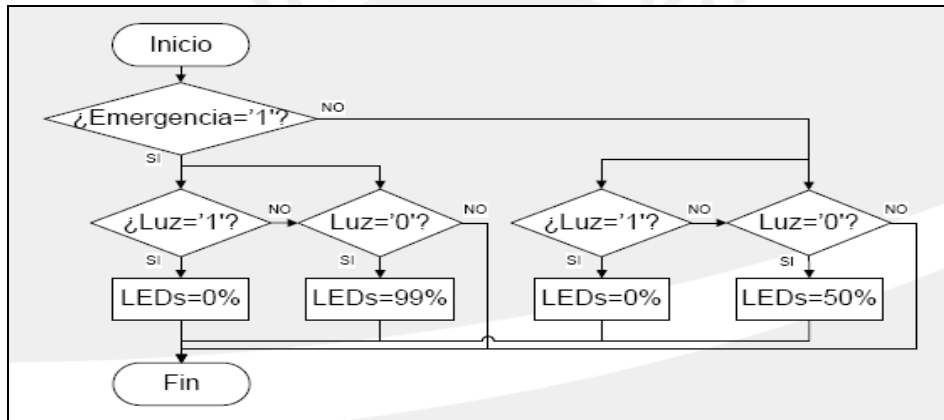 Inicio
¿Emergencia='1'?
NO
SI
¿Luz='1'?
NO
Luz='0'?
NO
¿Luz='1'?
NO
Luz='0'?
NO
SI
SI
SI
SI
LEDs=0%
LEDs=99%
LEDs=0%
LEDs=50%
Fin